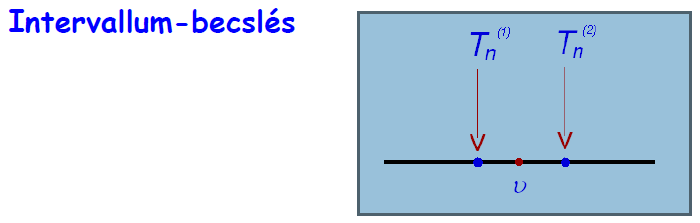 Intervallum-becslés
Tn(1) Tn(2)
υ